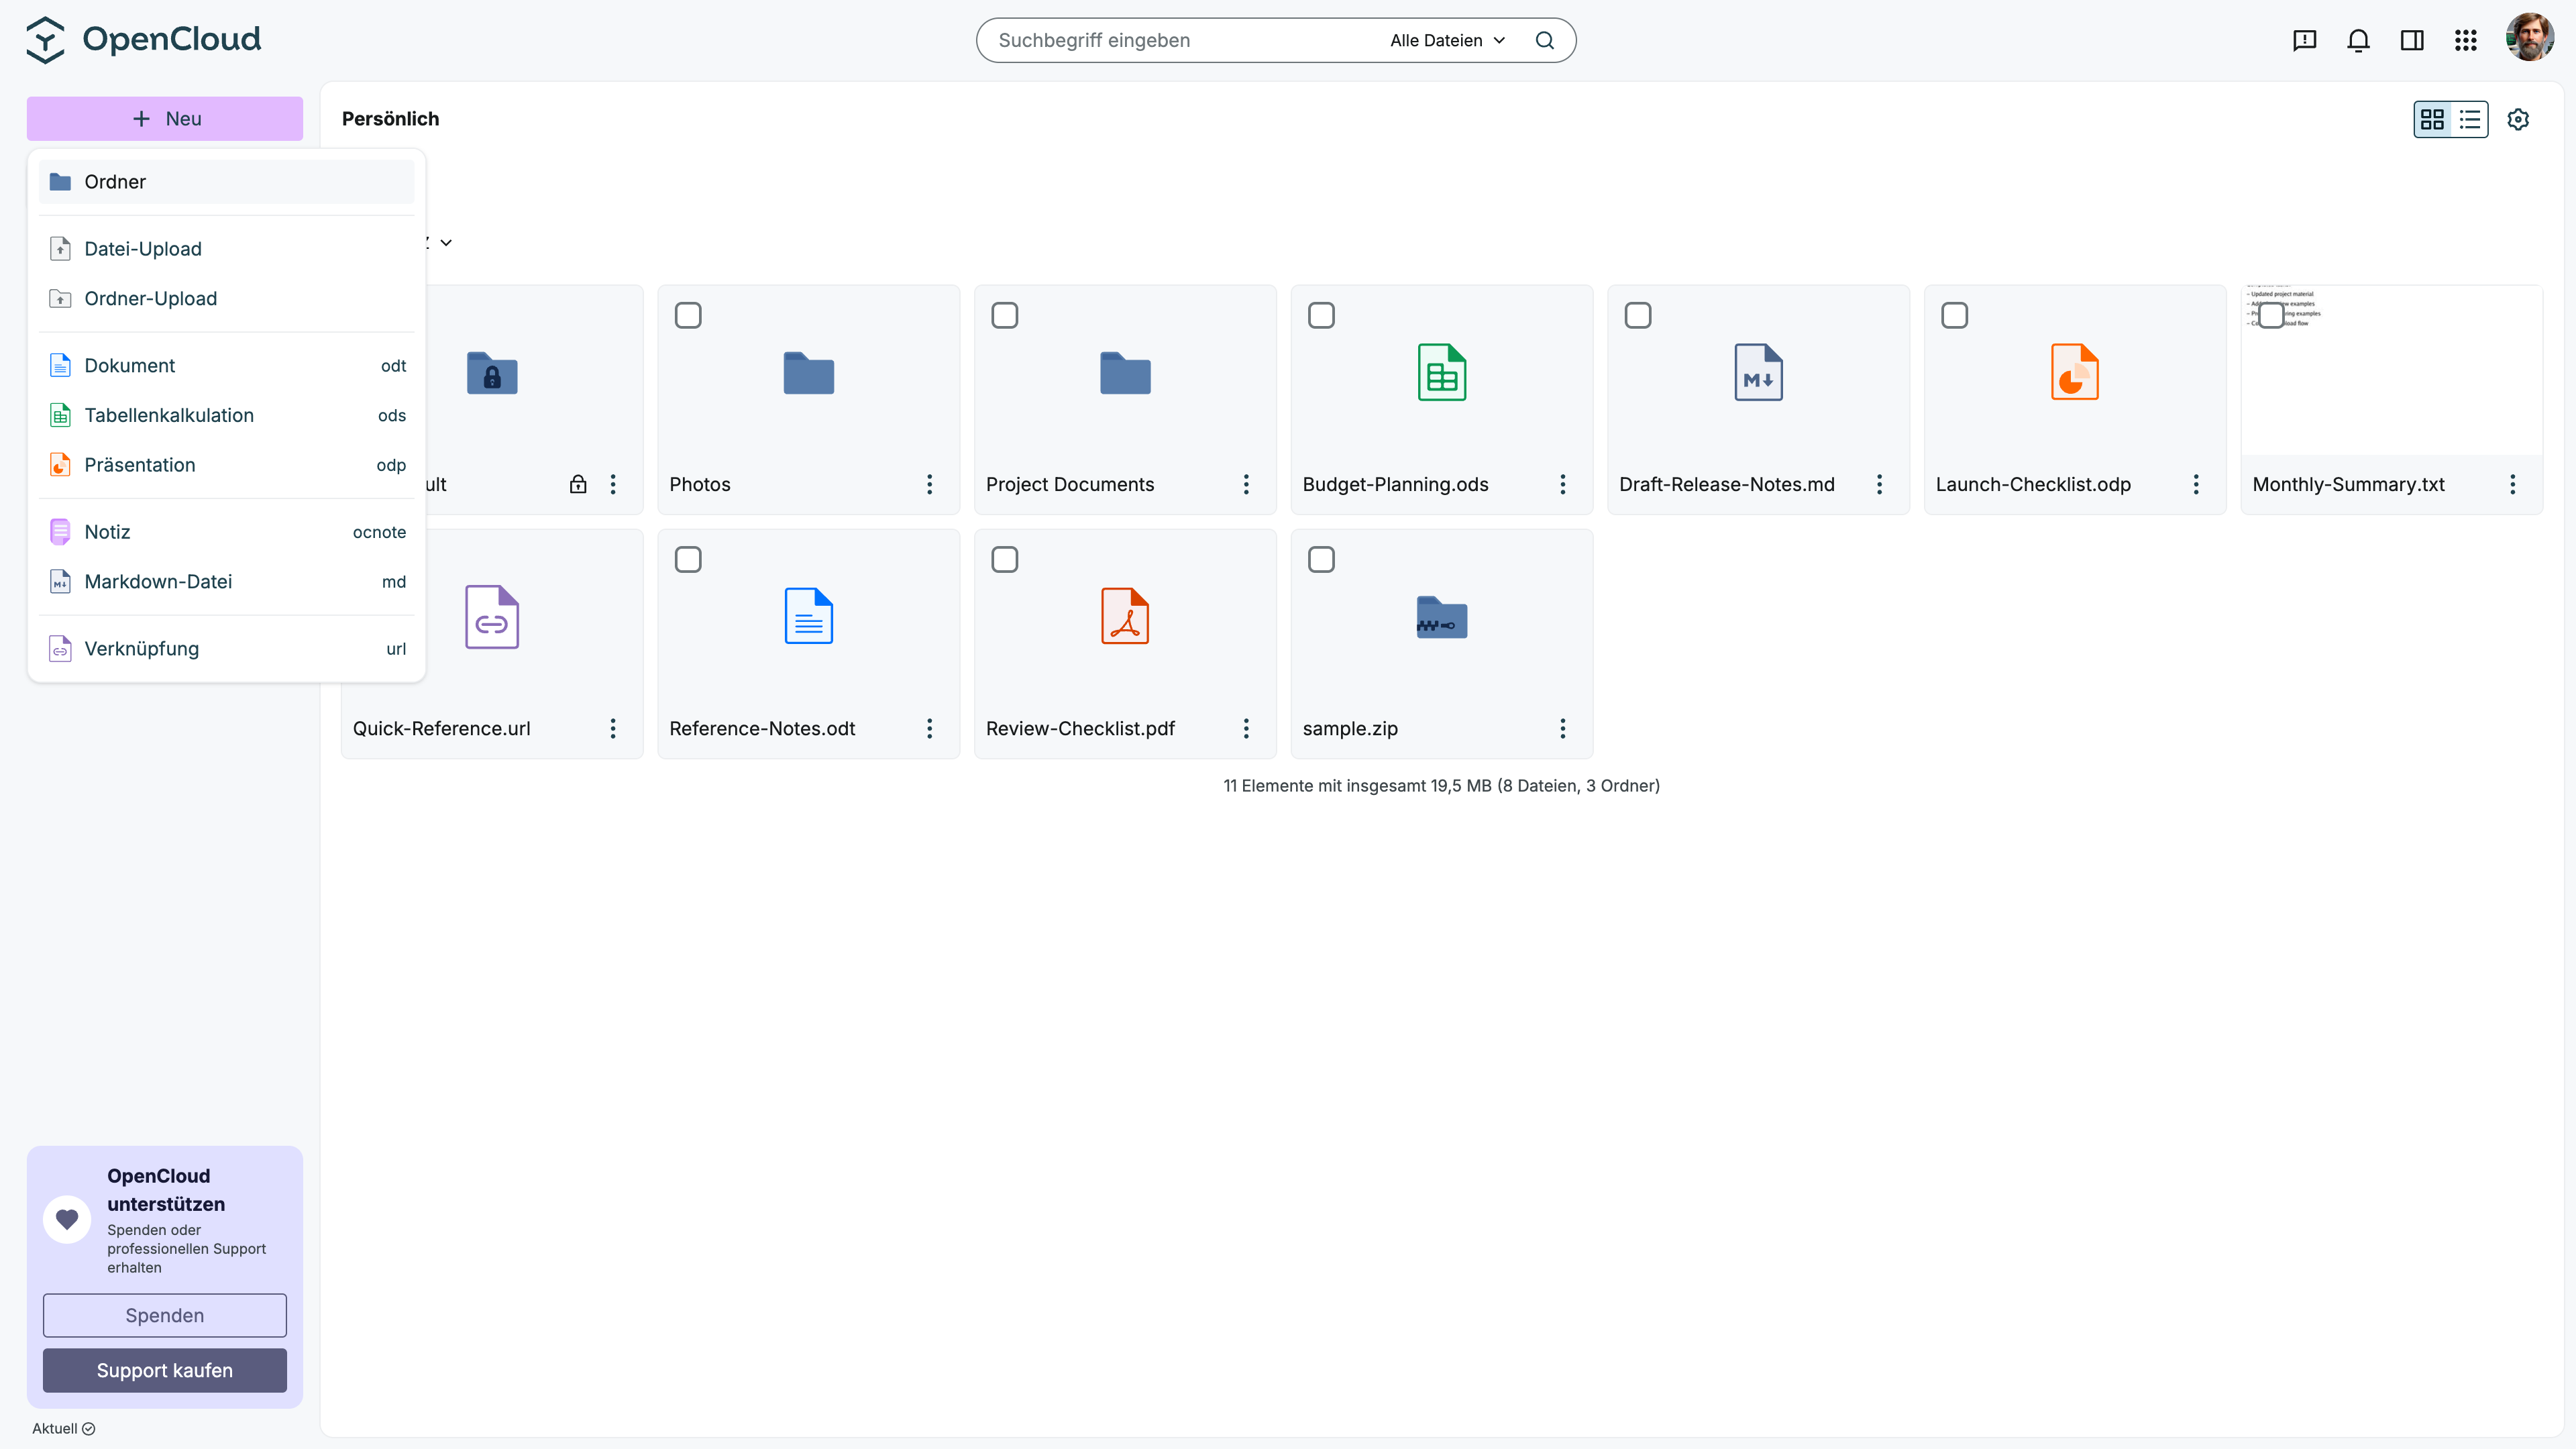 OpenCloud
Suchbegriff eingeben
Alle Dateien
Neu
Persönlich
Ordner
Datei-Upload
Ordner-Upload
Dokument odt
Tabellenkalkulation ods
Präsentation odp
Notiz ocnote
Markdown-Datei md
Verknüpfung url
ult
Photos
Project Documents
Budget-Planning.ods
Draft-Release-Notes.md
Launch-Checklist.odp
– Updated project material
Monthly-Summary.txt
Quick-Reference.url
Reference-Notes.odt
Review-Checklist.pdf
sample.zip
11 Elemente mit insgesamt 19,5 MB (8 Dateien, 3 Ordner)
OpenCloud
unterstützen
Spenden oder
professionellen Support
erhalten
Spenden
Support kaufen
Aktuell